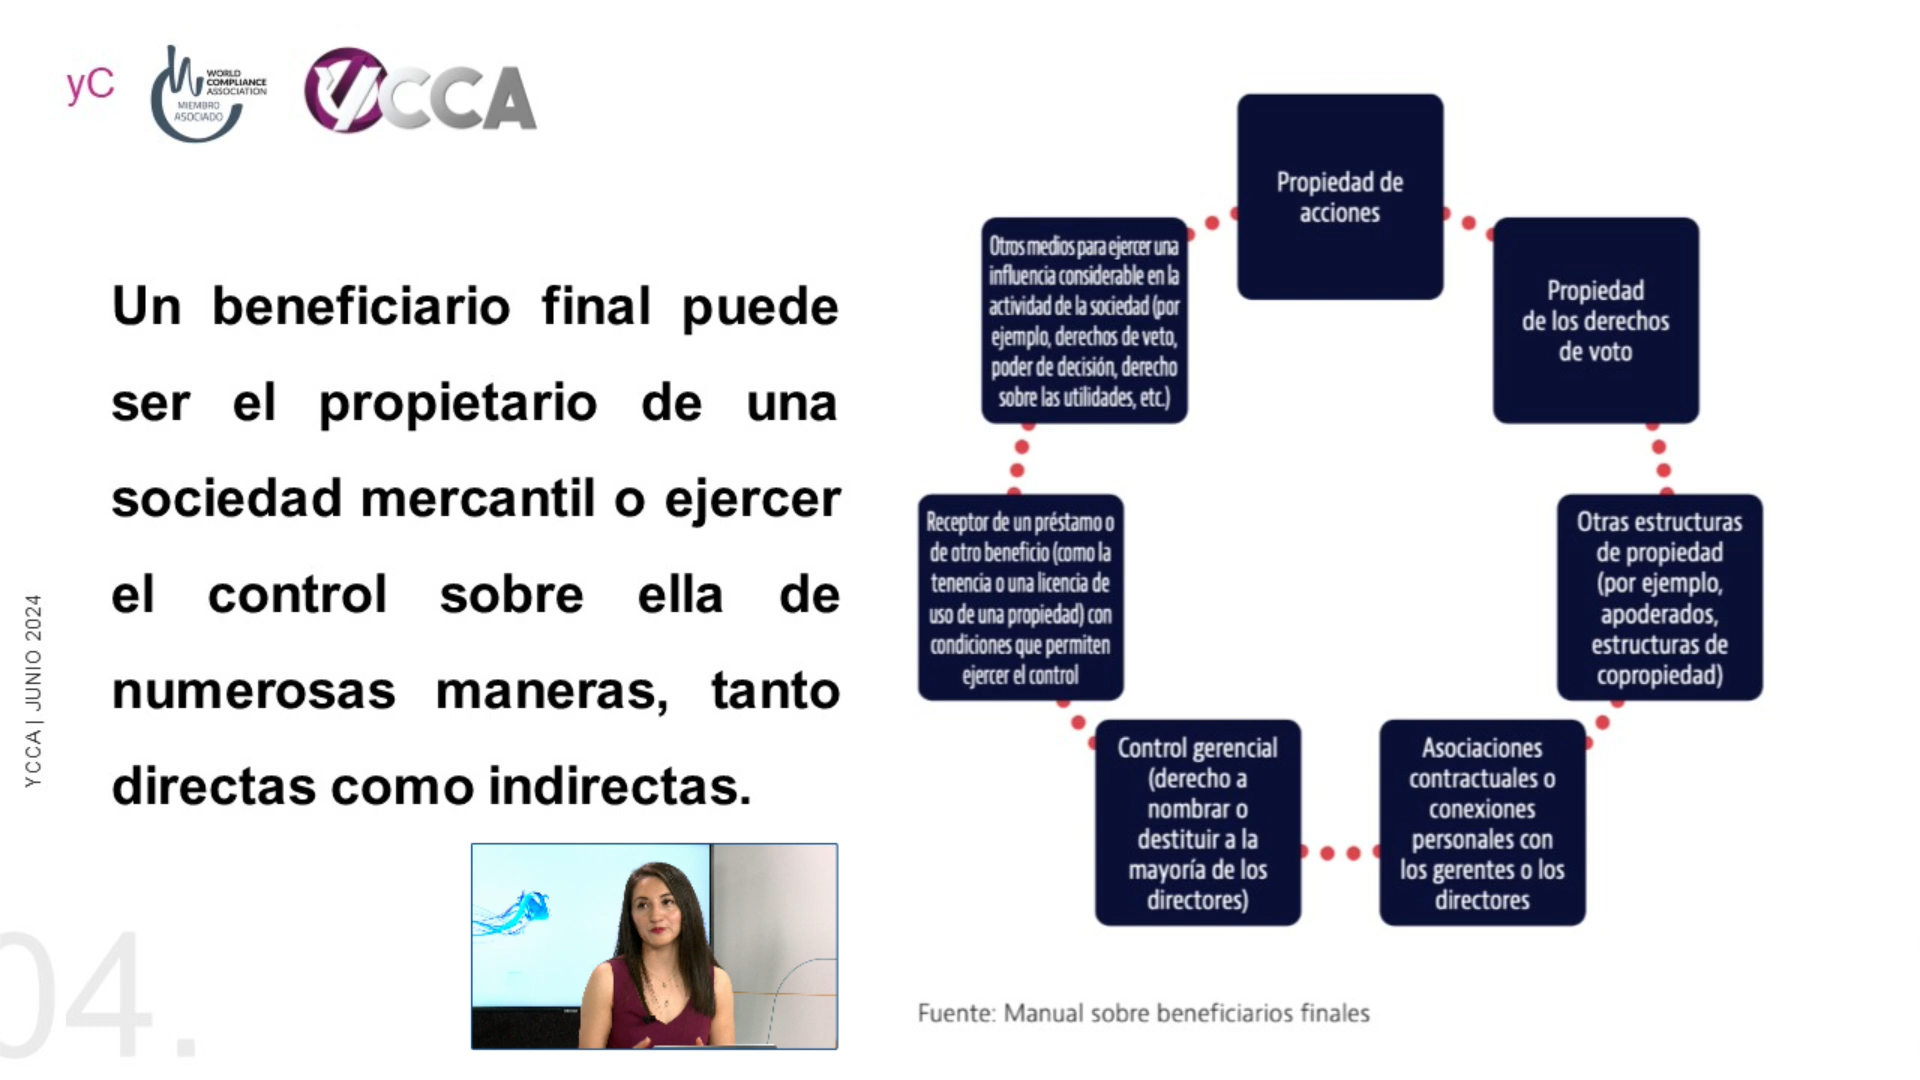 yC
WORLD
COMPLIANCE
ASSOCIATION
MIEMBRO
ASOCIADO
YCCA
Un beneficiario final puede
ser el propietario de una
sociedad mercantil o ejercer
el control sobre ella de
numerosas maneras, tanto
directas como indirectas.
YCCA | JUNIO 2024
04.
Propiedad de
acciones
Propiedad
de los derechos
de voto
Otras estructuras
de propiedad
(por ejemplo,
apoderados,
estructuras de
copropiedad)
Asociaciones
contractuales o
conexiones
personales con
los gerentes o los
directores
Control gerencial
(derecho a
nombrar o
destituir a la
mayoría de los
directores)
Receptor de un préstamo o
de otro beneficio (como la
tenencia o una licencia de
uso de una propiedad) con
condiciones que permiten
ejercer el control
Otros medios para ejercer una
influencia considerable en la
actividad de la sociedad (por
ejemplo, derechos de veto,
poder de decisión, derecho
sobre las utilidades, etc.)
Fuente: Manual sobre beneficiarios finales